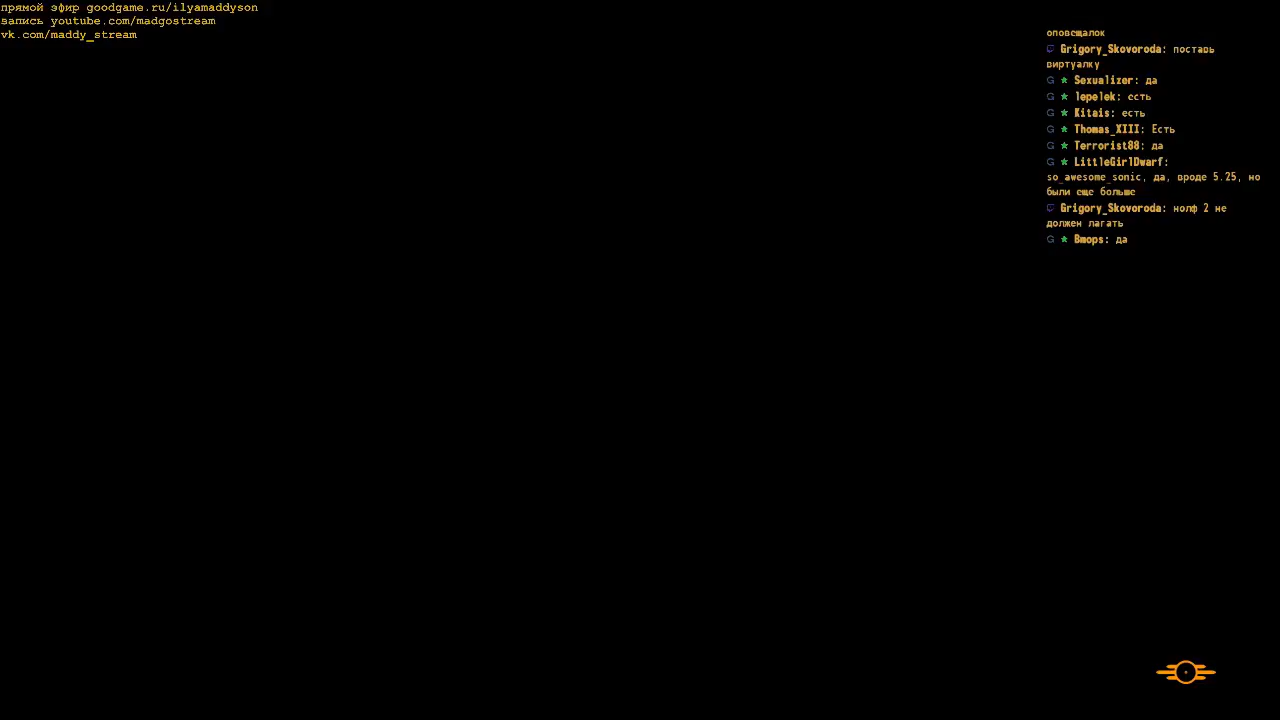 прямой эфир goodgame.ru/ilyamaddyson
запись youtube.com/madgostream
vk.com/maddy_stream
оповещалок
Grigory_Skovoroda: поставь
виртуалку
Sexualizer: да
lepelek: есть
Kitais: есть
Thomas_XIII: Есть
Terrorist88: да
LittleGirlDwarf:
so_awesome_sonic, да, вроде 5.25, но
были еще больше
Grigory_Skovoroda: нолф 2 не
должен лагать
Bmops: да